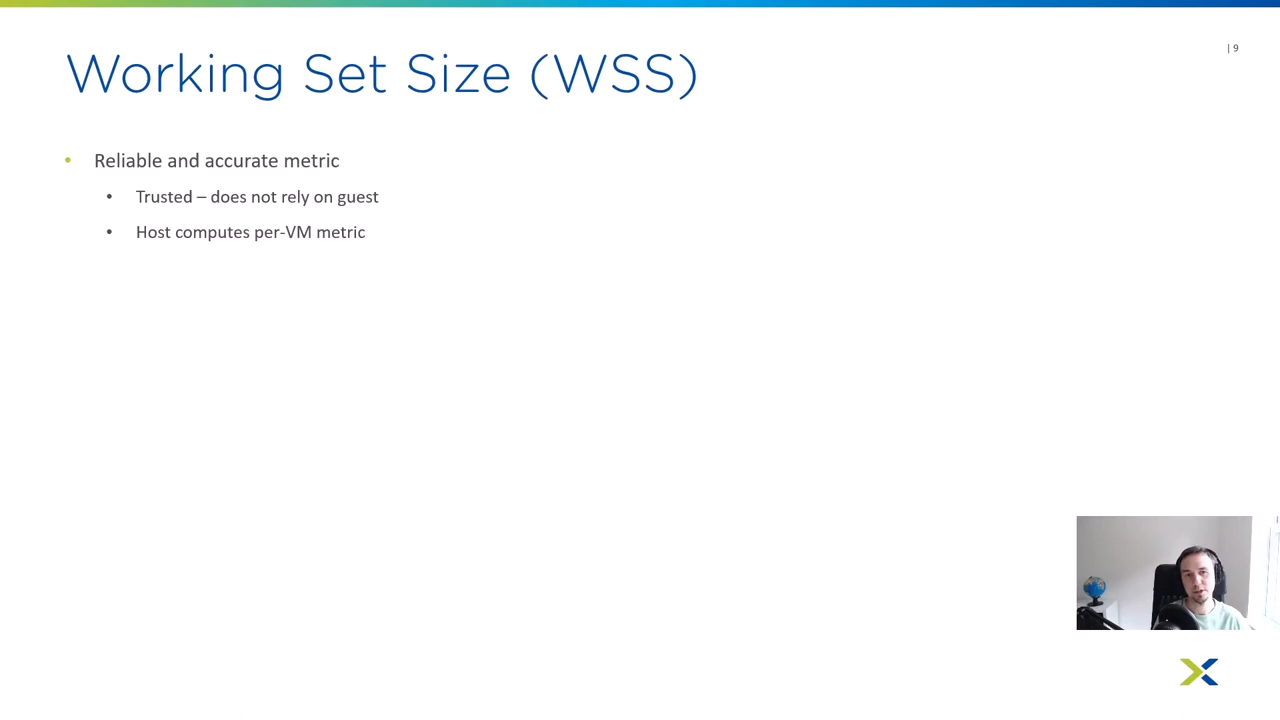 | 9
Working Set Size (WSS)
• Reliable and accurate metric
• Trusted – does not rely on guest
• Host computes per-VM metric